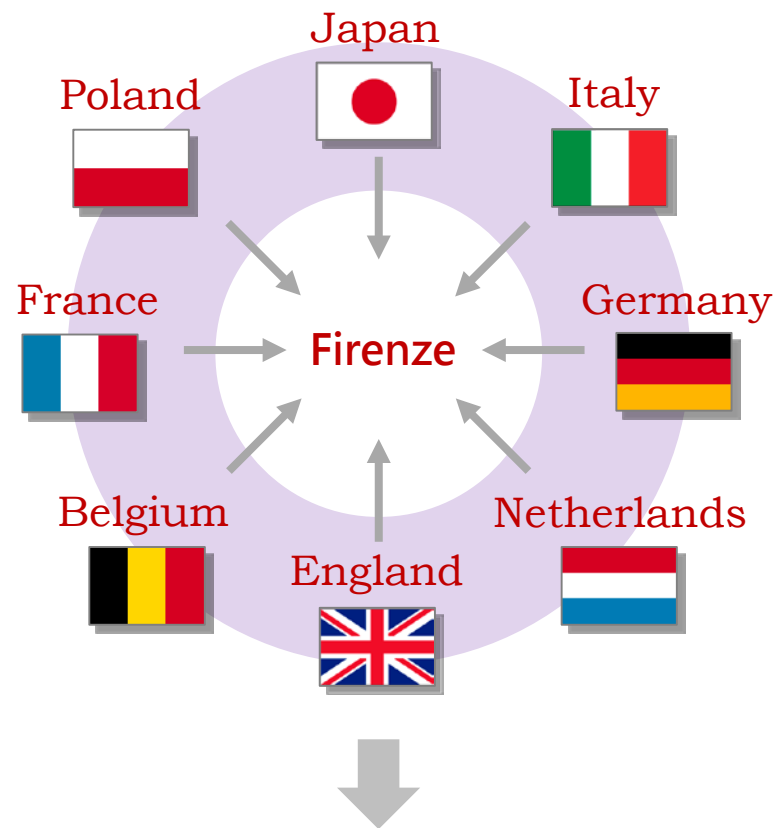 Japan
Poland
Italy
France
Germany
Firenze
Belgium
Netherlands
England